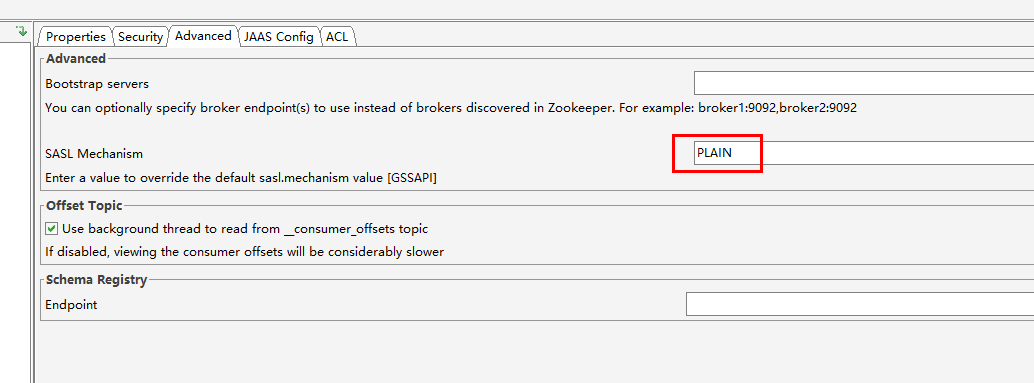 Properties Security Advanced JAAS Config ACL
Advanced
Bootstrap servers
You can optionally specify broker endpoint(s) to use instead of brokers discovered in Zookeeper. For example: broker1:9092,broker2:9092
SASL Mechanism PLAIN
Enter a value to override the default sasl.mechanism value [GSSAPI]
Offset Topic
Use background thread to read from __consumer_offsets topic
If disabled, viewing the consumer offsets will be considerably slower
Schema Registry
Endpoint